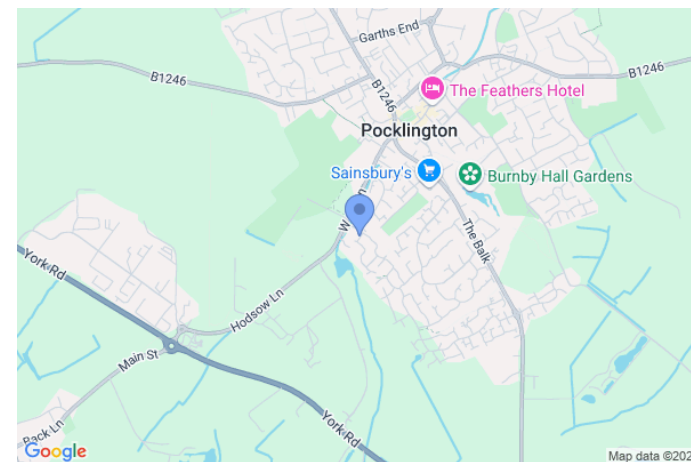 Garths End
B1246
B1246
B1246
The Feathers Hotel
Pocklington
Sainsbury's
Burnby Hall Gardens
The Balk
York Rd
Hodsow Ln
Main St
Back Ln
York Rd
Google
Map data ©202